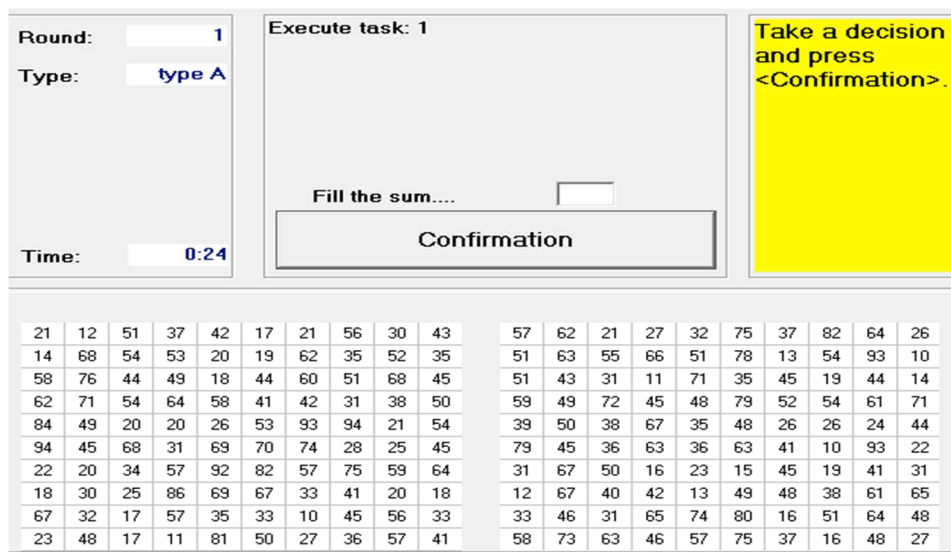 Round: 1
Type: type A
Time: 0:24
Execute task: 1
Fill the sum....
Confirmation
Take a decision
and press
<Confirmation>.
21 12 51 37 42 17 21 56 30 43
14 68 54 53 20 19 62 35 52 35
58 76 44 49 18 44 60 51 68 45
62 71 54 64 58 41 42 31 38 50
84 49 20 20 26 53 93 94 21 54
94 45 68 31 69 70 74 28 25 45
22 20 34 57 92 82 57 75 59 64
18 30 25 86 69 67 33 41 20 18
67 32 17 57 35 33 10 45 56 33
23 48 17 11 81 50 27 36 57 41
57 62 21 27 32 75 37 82 64 26
51 63 55 66 51 78 13 54 93 10
51 43 31 11 71 35 45 19 44 14
59 49 72 45 48 79 52 54 61 71
39 50 38 67 35 48 26 26 24 44
79 45 36 63 36 63 41 10 93 22
31 67 50 16 23 15 45 19 41 31
12 67 40 42 13 49 48 38 61 65
33 46 31 65 74 80 16 51 64 48
58 73 63 46 57 75 37 16 48 27